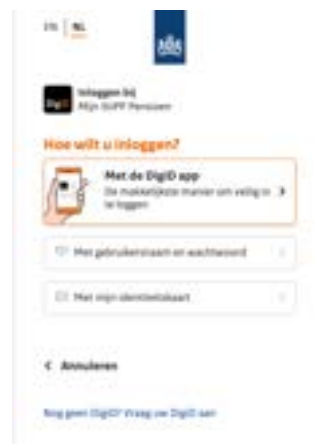 EN | NL
DigiD
Inloggen bij
Mijn Pensioen
Hoe wilt u inloggen?
Met de DigiD app
De makkelijkste manier om veilig in
te loggen
Met gebruikersnaam en wachtwoord
Met mijn identiteitskaart
Annuleren
Nog geen DigiD? Vraag uw DigiD aan